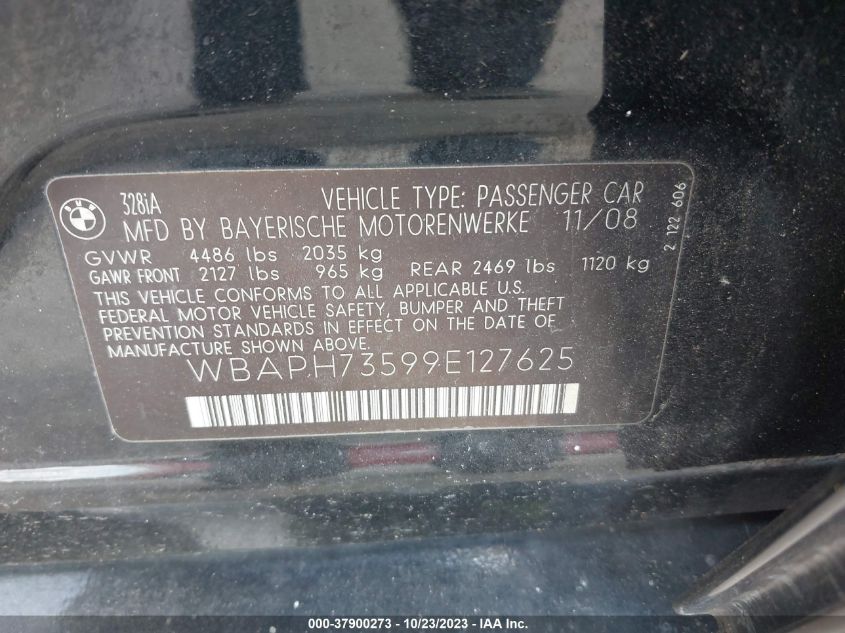 BMW
328iA VEHICLE TYPE: PASSENGER CAR
MFD BY BAYERISCHE MOTORENWERKE 11/08
GVWR 4486 lbs 2035 kg
GAWR FRONT 2127 lbs 965 kg REAR 2469 lbs 1120 kg
THIS VEHICLE CONFORMS TO ALL APPLICABLE U.S.
FEDERAL MOTOR VEHICLE SAFETY, BUMPER AND THEFT
PREVENTION STANDARDS IN EFFECT ON THE DATE OF
MANUFACTURE SHOWN ABOVE.
WBAPH73599E127625
2 122 606
000-37900273 - 10/23/2023 - IAA Inc.